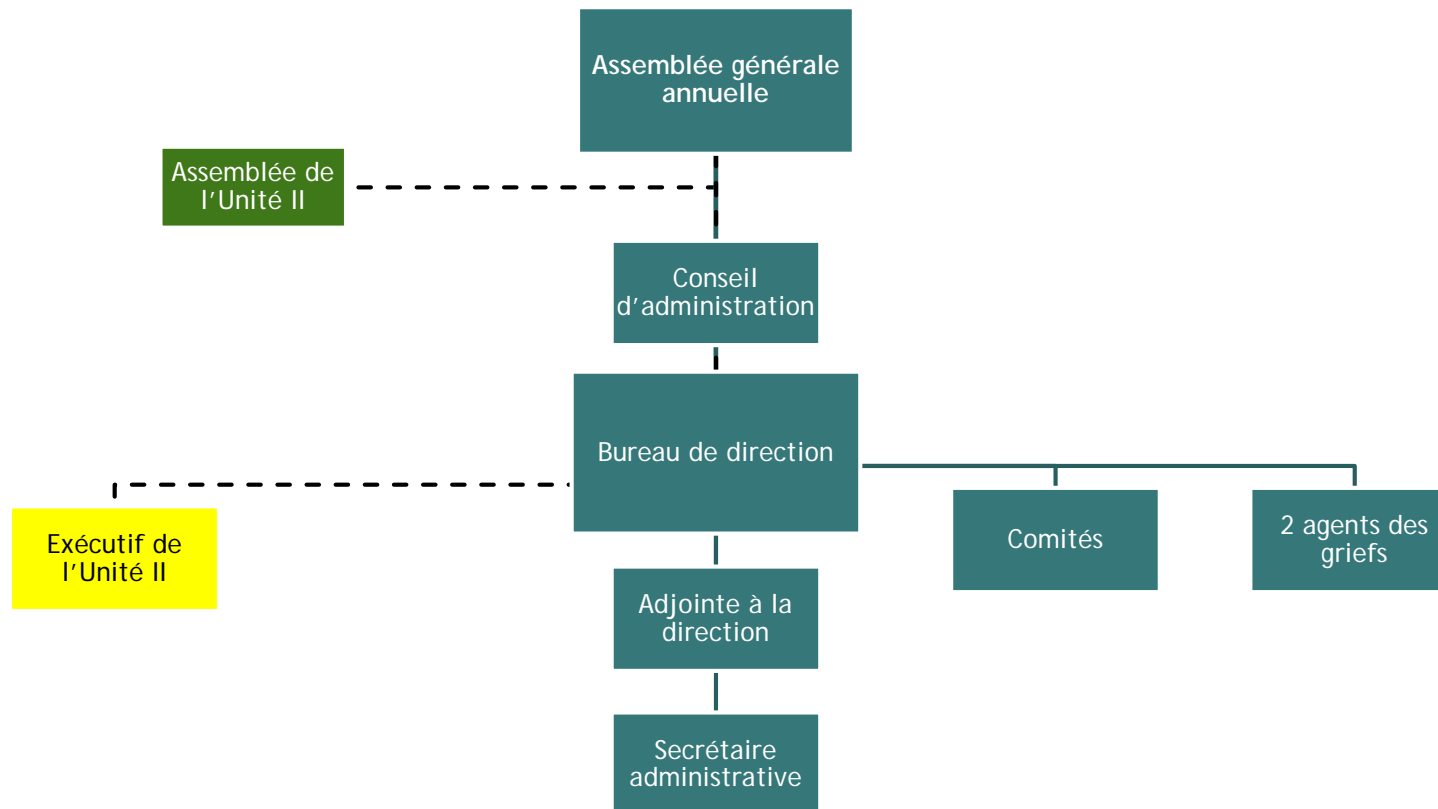 Assemblée générale
annuelle
Assemblée de
l’Unité II
Conseil
d’administration
Bureau de direction
Exécutif de
l’Unité II
Comités
2 agents des
griefs
Adjointe à la
direction
Secrétaire
administrative